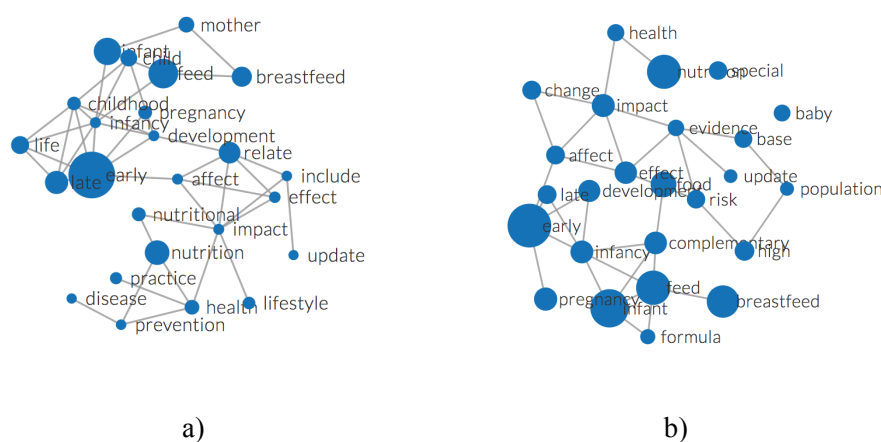 mother
infant
child
feed
breastfeed
childhood
pregnancy
infancy
development
life
relate
late
early
affect
include
effect
nutritional
impact
nutrition
update
practice
disease
health
lifestyle
prevention
a)
health
nutrition
special
change
impact
baby
evidence
base
affect
effect
food
update
late
development
risk
population
early
infancy
complementary
high
feed
pregnancy
infant
breastfeed
formula
b)